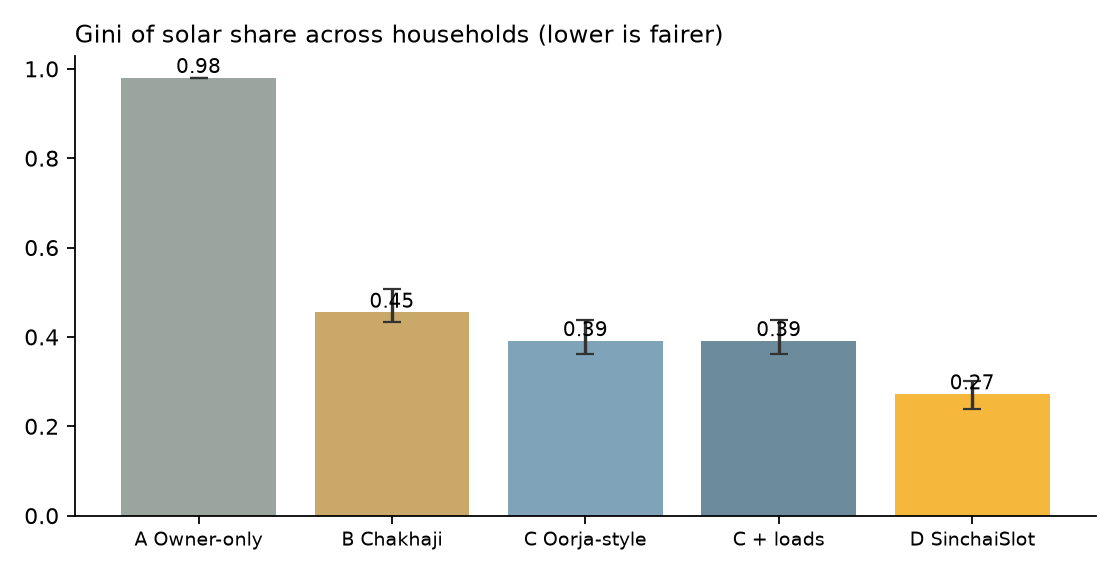 Gini of solar share across households (lower is fairer)
1.0
0.8
0.6
0.4
0.2
0.0
0.98
0.45
0.39
0.39
0.27
A Owner-only
B Chakhaji
C Oorja-style
C + loads
D SinchaiSlot